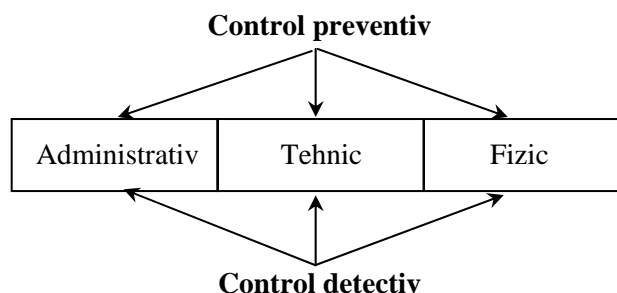 Control preventiv
Administrativ Tehnic Fizic
Control detectiv